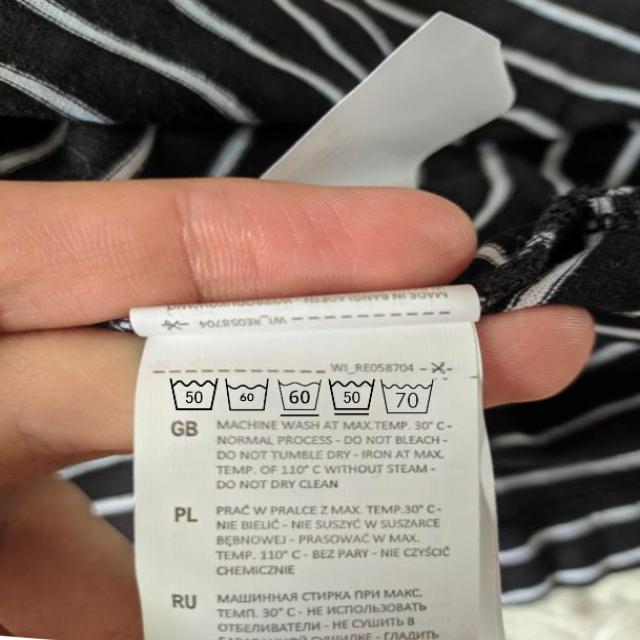 MADE IN BANGLADESH
WI_RE058704
WI_RE058704
50 60 60 50 70
GB
MACHINE WASH AT MAX.TEMP. 30° C -
NORMAL PROCESS - DO NOT BLEACH -
DO NOT TUMBLE DRY - IRON AT MAX.
TEMP. OF 110° C WITHOUT STEAM -
DO NOT DRY CLEAN
PL
PRAĆ W PRALCE Z MAX. TEMP.30° C -
NIE BIELIĆ - NIE SUSZYĆ W SUSZARCE
BĘBNOWEJ - PRASOWAĆ W MAX.
TEMP. 110° C - BEZ PARY - NIE CZYŚCIĆ
CHEMICZNIE
RU
МАШИННАЯ СТИРКА ПРИ МАКС.
ТЕМП. 30° С - НЕ ИСПОЛЬЗОВАТЬ
ОТБЕЛИВАТЕЛИ - НЕ СУШИТЬ В
БАРАБАННОЙ СУШИЛКЕ - ГЛАДИТЬ